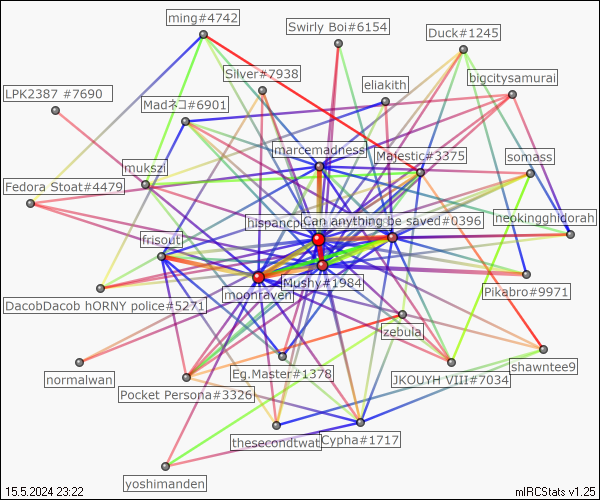 ming#4742
Swirly Boi#6154
Duck#1245
Silver#7938
bigcitysamurai
eliakith
LPK2387 #7690
Madネコ#6901
marcemadness
Majestic#3375
mukszi
somass
Fedora Stoat#4479
hispancp
Can anything be saved#0396
neokingghidorah
frisout
Mushy#1984
moonraven
Pikabro#9971
DacobDacob hORNY police#5271
zebula
shawntee9
normalwan
Eg.Master#1378
JKOUYH VIII#7034
Pocket Persona#3326
thesecondtwat
Cypha#1717
yoshimanden
15.5.2024 23:22
mIRCStats v1.25